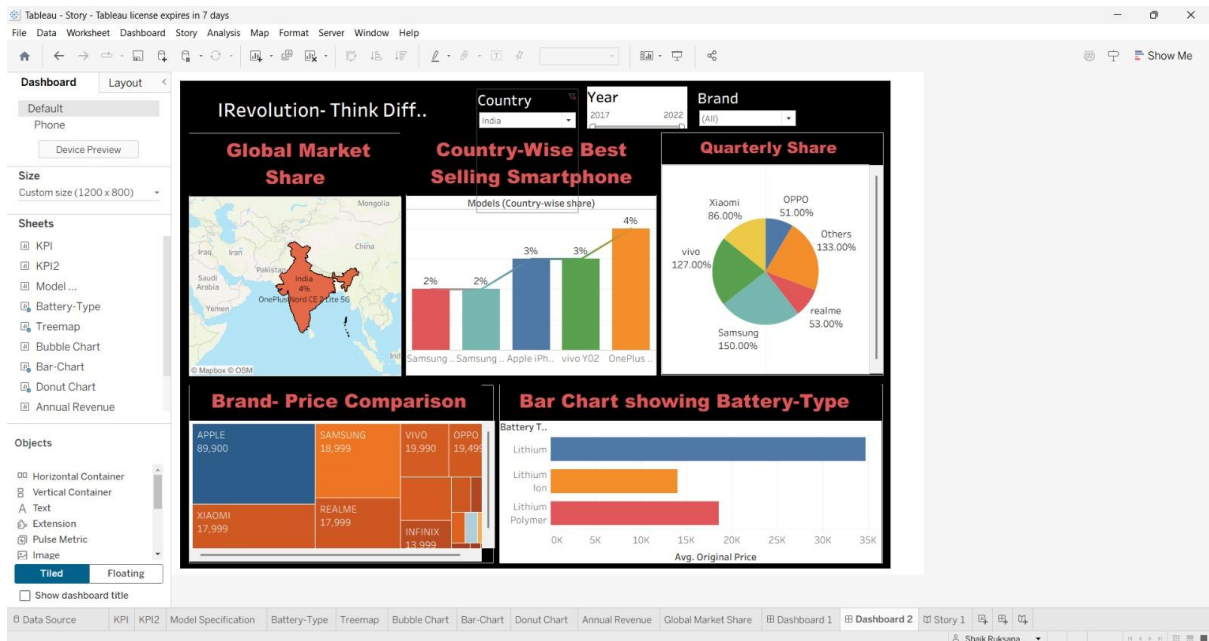 Tableau - Story - Tableau license expires in 7 days
File Data Worksheet Dashboard Story Analysis Map Format Server Window Help
Show Me
Dashboard Layout
Default
Phone
Device Preview
Size
Custom size (1200 x 800)
Sheets
KPI
KPI2
Model ...
Battery-Type
Treemap
Bubble Chart
Bar-Chart
Donut Chart
Annual Revenue
Objects
Horizontal Container
Vertical Container
Text
Extension
Pulse Metric
Image
Tiled Floating
Show dashboard title
IRevolution- Think Diff..
Country
India
Year
2017 2022
Brand
(All)
Global Market
Share
Mongolia
China
Iraq Iran
Pakistan
Saudi
Arabia
India
4%
OnePlus Nord CE 2 Lite 5G
Yemen
Ind
© Mapbox © OSM
Country-Wise Best
Selling Smartphone
Models (Country-wise share)
2% 2% 3% 3% 4%
Samsung .. Samsung .. Apple iPh.. vivo Y02 OnePlus ..
Quarterly Share
Xiaomi
86.00%
OPPO
51.00%
Others
133.00%
vivo
127.00%
realme
53.00%
Samsung
150.00%
Brand- Price Comparison
APPLE
89,900
SAMSUNG
18,999
VIVO
19,990
OPPO
19,499
XIAOMI
17,999
REALME
17,999
INFINIX
13,999
Bar Chart showing Battery-Type
Battery T..
Lithium
Lithium
Ion
Lithium
Polymer
0K 5K 10K 15K 20K 25K 30K 35K
Avg. Original Price
Data Source KPI KPI2 Model Specification Battery-Type Treemap Bubble Chart Bar-Chart Donut Chart Annual Revenue Global Market Share Dashboard 1 Dashboard 2 Story 1
Shaik Ruksana